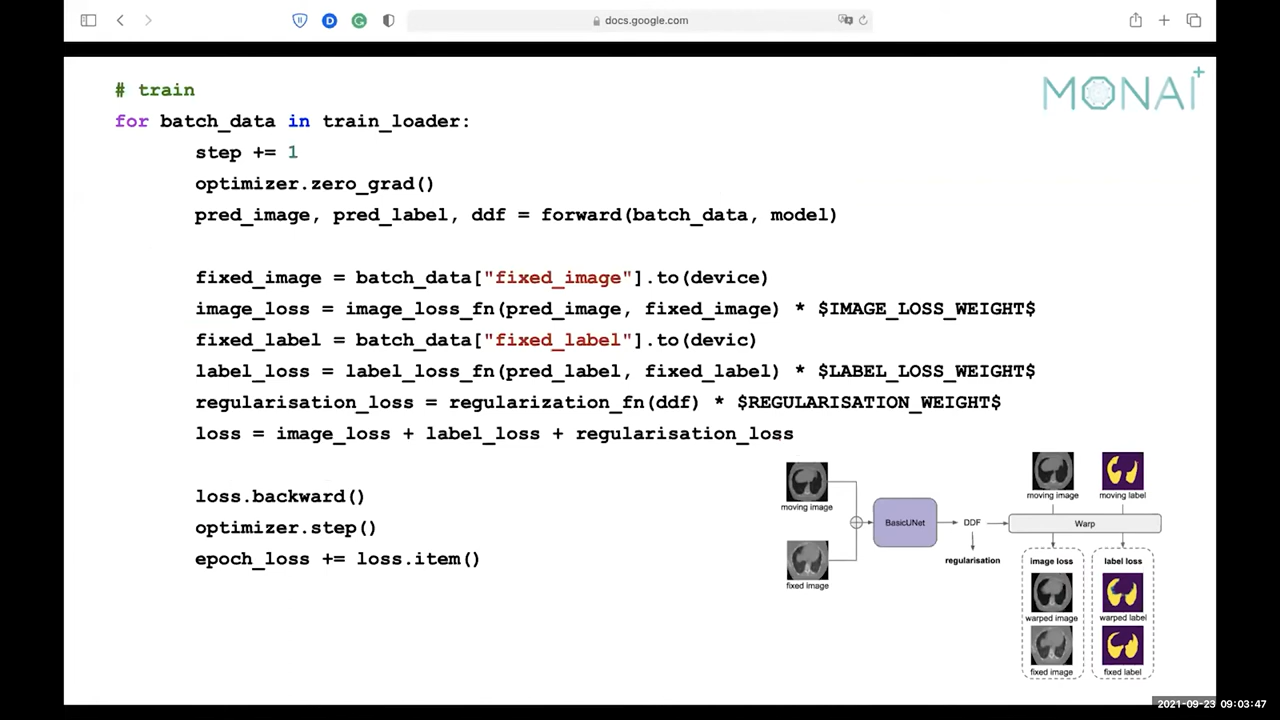 docs.google.com
# train
MONAI
for batch_data in train_loader:
step += 1
optimizer.zero_grad()
pred_image, pred_label, ddf = forward(batch_data, model)
fixed_image = batch_data["fixed_image"].to(device)
image_loss = image_loss_fn(pred_image, fixed_image) * $IMAGE_LOSS_WEIGHT$
fixed_label = batch_data["fixed_label"].to(devic)
label_loss = label_loss_fn(pred_label, fixed_label) * $LABEL_LOSS_WEIGHT$
regularisation_loss = regularization_fn(ddf) * $REGULARISATION_WEIGHT$
loss = image_loss + label_loss + regularisation_loss
loss.backward()
optimizer.step()
epoch_loss += loss.item()
moving image
fixed image
BasicUNet
DDF
regularisation
moving image
moving label
Warp
image loss
label loss
warped image
warped label
fixed image
fixed label
2021-09-23 09:03:47